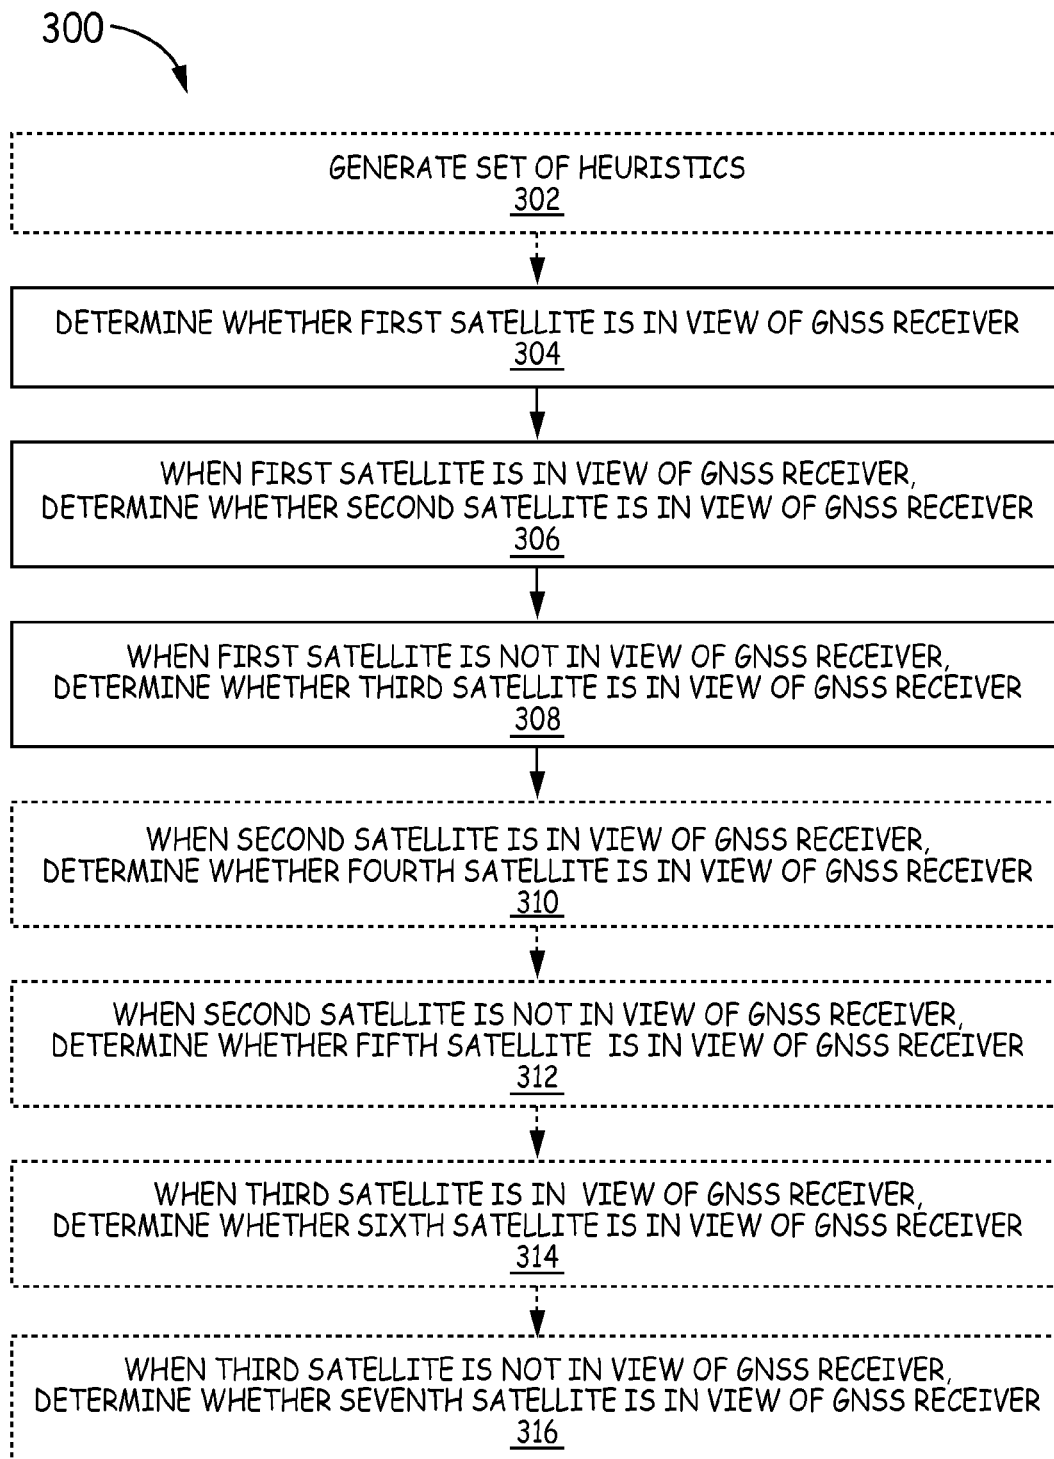 300
GENERATE SET OF HEURISTICS
302
DETERMINE WHETHER FIRST SATELLITE IS IN VIEW OF GNSS RECEIVER
304
WHEN FIRST SATELLITE IS IN VIEW OF GNSS RECEIVER,
DETERMINE WHETHER SECOND SATELLITE IS IN VIEW OF GNSS RECEIVER
306
WHEN FIRST SATELLITE IS NOT IN VIEW OF GNSS RECEIVER,
DETERMINE WHETHER THIRD SATELLITE IS IN VIEW OF GNSS RECEIVER
308
WHEN SECOND SATELLITE IS IN VIEW OF GNSS RECEIVER,
DETERMINE WHETHER FOURTH SATELLITE IS IN VIEW OF GNSS RECEIVER
310
WHEN SECOND SATELLITE IS NOT IN VIEW OF GNSS RECEIVER,
DETERMINE WHETHER FIFTH SATELLITE IS IN VIEW OF GNSS RECEIVER
312
WHEN THIRD SATELLITE IS IN VIEW OF GNSS RECEIVER,
DETERMINE WHETHER SIXTH SATELLITE IS IN VIEW OF GNSS RECEIVER
314
WHEN THIRD SATELLITE IS NOT IN VIEW OF GNSS RECEIVER,
DETERMINE WHETHER SEVENTH SATELLITE IS IN VIEW OF GNSS RECEIVER
316